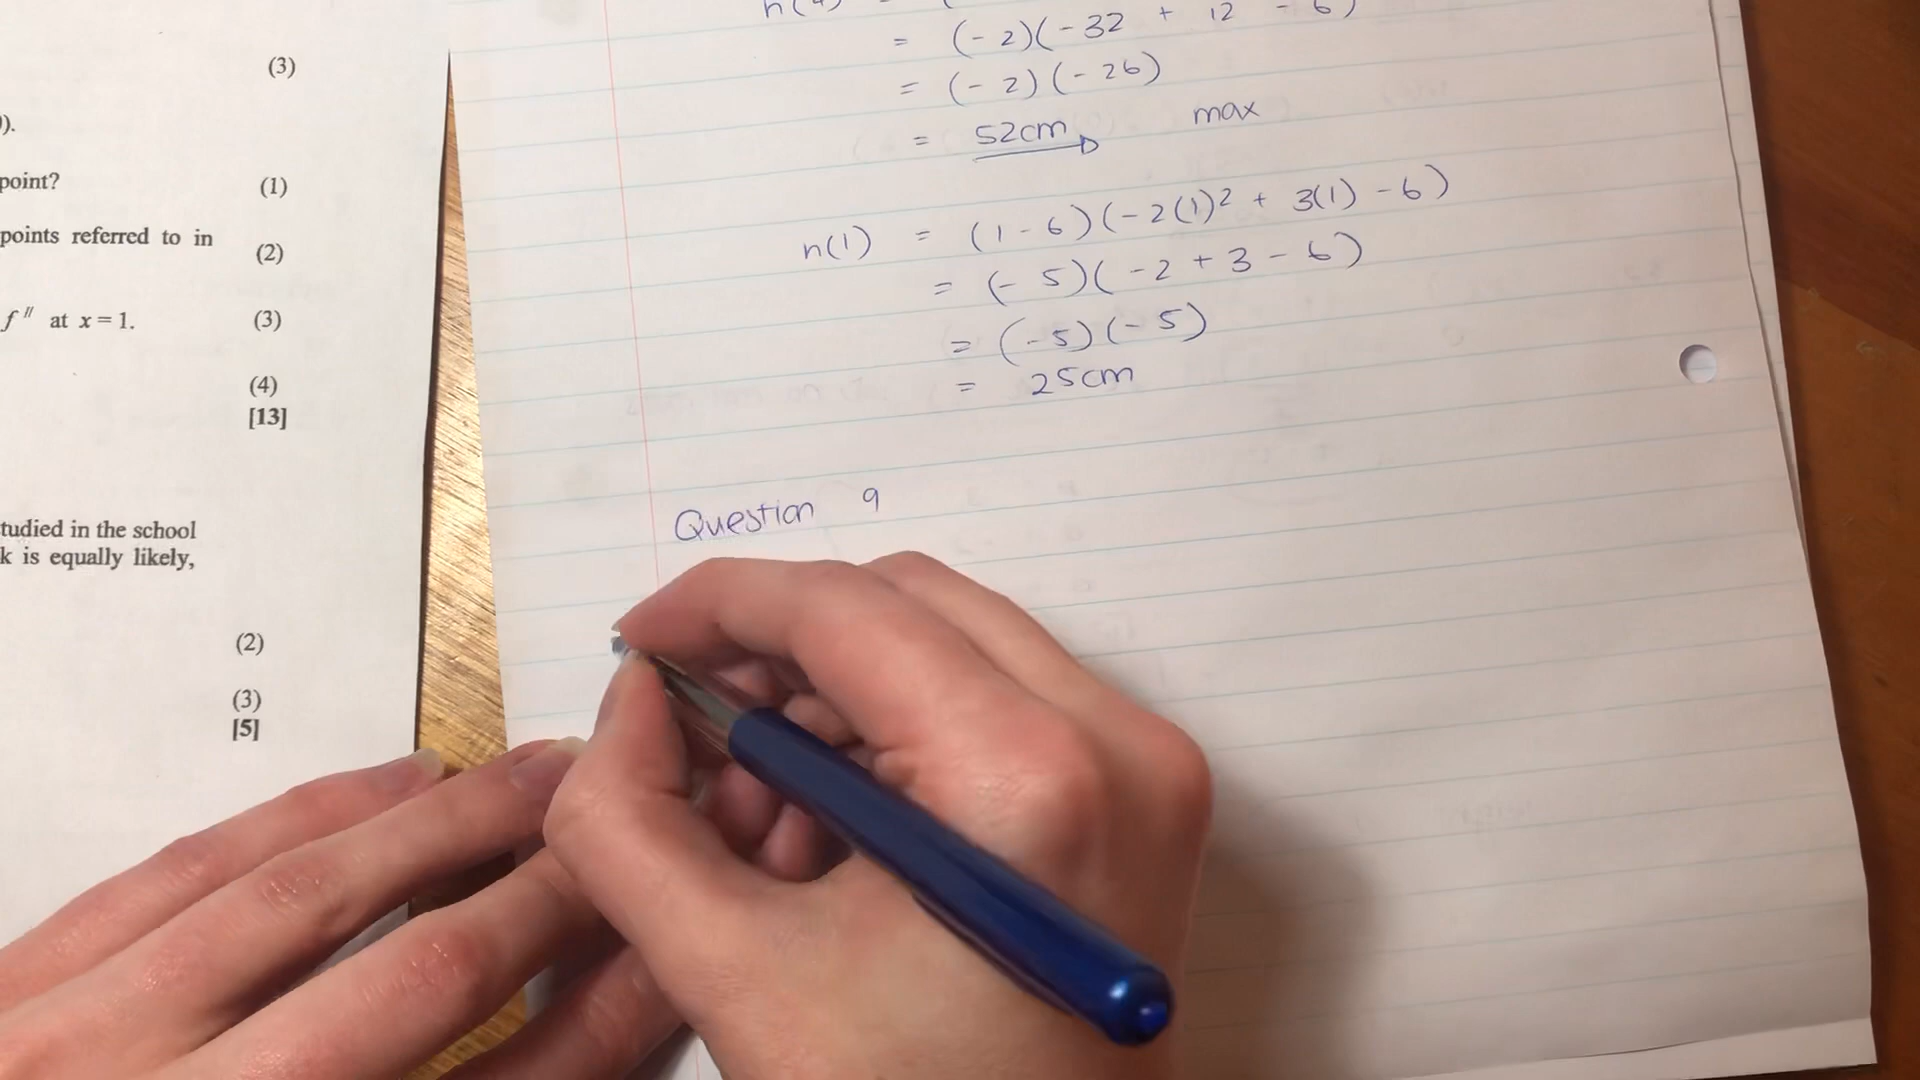 (3)
).
point?
(1)
points referred to in
(2)
f '' at x = 1.
(3)
(4)
[13]
tudied in the school
k is equally likely,
(2)
(3)
[5]
= (-2)(-32 + 12 - 6)
= (-2)(-26)
= 52cm max
h(1) = (1-6)(-2(1)² + 3(1) - 6)
= (-5)(-2 + 3 - 6)
= (-5)(-5)
= 25cm
Question 9